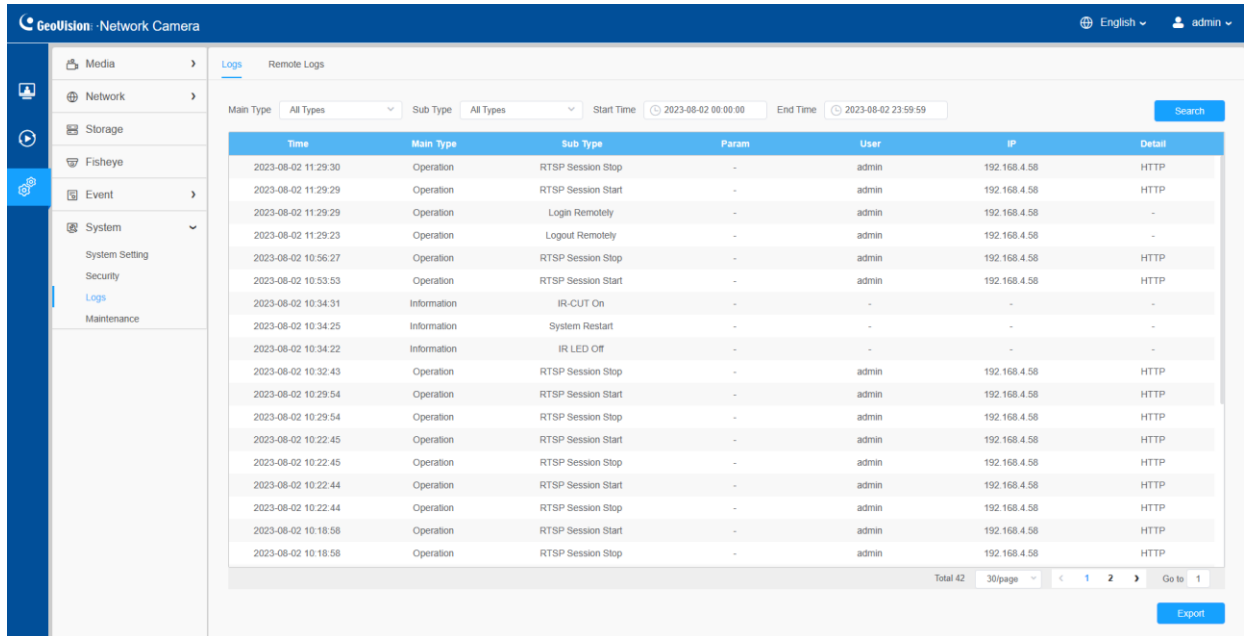 GeoVision Network Camera English admin
Media
Network
Storage
Fisheye
Event
System
System Setting
Security
Logs
Maintenance
Logs Remote Logs
Main Type All Types Sub Type All Types Start Time 2023-08-02 00:00:00 End Time 2023-08-02 23:59:59 Search
Time Main Type Sub Type Param User IP Detail
2023-08-02 11:29:30 Operation RTSP Session Stop - admin 192.168.4.58 HTTP
2023-08-02 11:29:29 Operation RTSP Session Start - admin 192.168.4.58 HTTP
2023-08-02 11:29:29 Operation Login Remotely - admin 192.168.4.58 -
2023-08-02 11:29:23 Operation Logout Remotely - admin 192.168.4.58 -
2023-08-02 10:56:27 Operation RTSP Session Stop - admin 192.168.4.58 HTTP
2023-08-02 10:53:53 Operation RTSP Session Start - admin 192.168.4.58 HTTP
2023-08-02 10:34:31 Information IR-CUT On - - - -
2023-08-02 10:34:25 Information System Restart - - - -
2023-08-02 10:34:22 Information IR LED Off - - - -
2023-08-02 10:32:43 Operation RTSP Session Stop - admin 192.168.4.58 HTTP
2023-08-02 10:29:54 Operation RTSP Session Start - admin 192.168.4.58 HTTP
2023-08-02 10:29:54 Operation RTSP Session Stop - admin 192.168.4.58 HTTP
2023-08-02 10:22:45 Operation RTSP Session Start - admin 192.168.4.58 HTTP
2023-08-02 10:22:45 Operation RTSP Session Stop - admin 192.168.4.58 HTTP
2023-08-02 10:22:44 Operation RTSP Session Start - admin 192.168.4.58 HTTP
2023-08-02 10:22:44 Operation RTSP Session Stop - admin 192.168.4.58 HTTP
2023-08-02 10:18:58 Operation RTSP Session Start - admin 192.168.4.58 HTTP
2023-08-02 10:18:58 Operation RTSP Session Stop - admin 192.168.4.58 HTTP
Total 42 30/page < 1 2 > Go to 1
Export